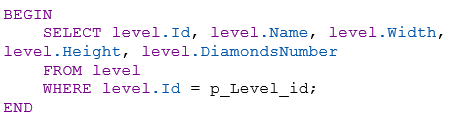 BEGIN
    SELECT level.Id, level.Name, level.Width,
level.Height, level.DiamondsNumber
    FROM level
    WHERE level.Id = p_Level_id;
END